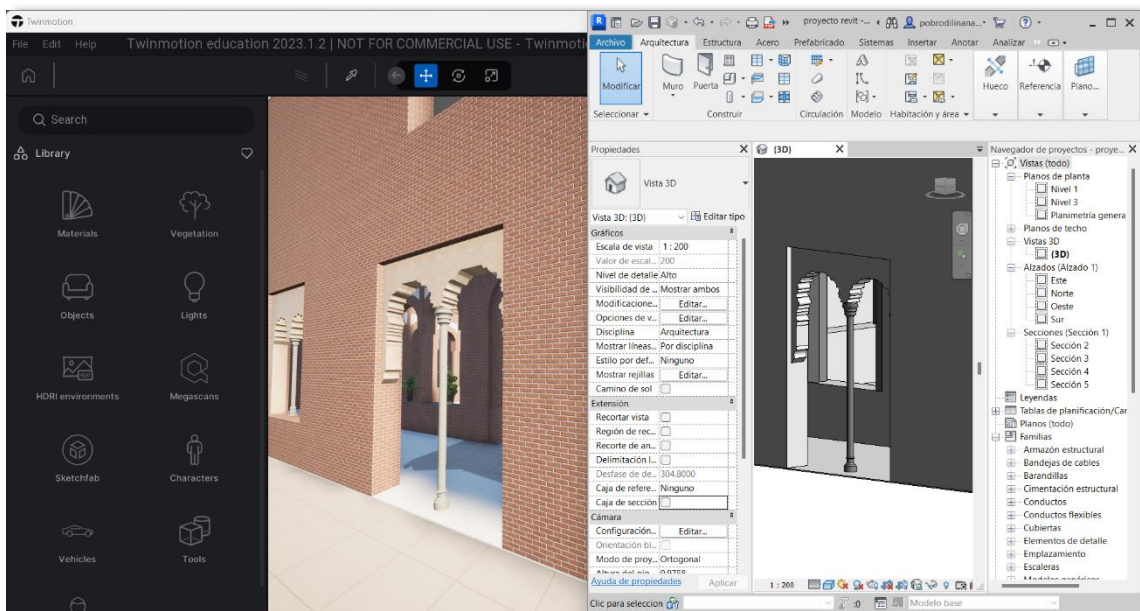 Twinmotion
File Edit Help Twinmotion education 2023.1.2 | NOT FOR COMMERCIAL USE - Twinmoti
Search
Library
Materials Vegetation
Objects Lights
HDRI environments Megascans
Sketchfab Characters
Vehicles Tools
proyecto revit -... pobrodilinana...
Archivo Arquitectura Estructura Acero Prefabricado Sistemas Insertar Anotar Analizar
Modificar Muro Puerta Hueco Referencia Plano...
Seleccionar Construir Circulación Modelo Habitación y área
Propiedades
Vista 3D
Vista 3D: (3D) Editar tipo
Gráficos
Escala de vista 1 : 200
Valor de escal... 200
Nivel de detalle Alto
Visibilidad de ... Mostrar ambos
Modificacione... Editar...
Opciones de v... Editar...
Disciplina Arquitectura
Mostrar líneas... Por disciplina
Estilo por def... Ninguno
Mostrar rejillas Editar...
Camino de sol
Extensión
Recortar vista
Región de rec...
Recorte de an...
Delimitación l...
Desfase de de... 304.8000
Caja de refere... Ninguno
Caja de sección
Cámara
Configuración... Editar...
Orientación bl...
Modo de proy... Ortogonal
Ayuda de propiedades Aplicar
(3D)
1 : 200
Navegador de proyectos - proye...
Vistas (todo)
Planos de planta
Nivel 1
Nivel 3
Planimetría genera
Planos de techo
Vistas 3D
(3D)
Alzados (Alzado 1)
Este
Norte
Oeste
Sur
Secciones (Sección 1)
Sección 2
Sección 3
Sección 4
Sección 5
Leyendas
Tablas de planificación/Car
Planos (todo)
Familias
Armazón estructural
Bandejas de cables
Barandillas
Cimentación estructural
Conductos
Conductos flexibles
Cubiertas
Elementos de detalle
Emplazamiento
Escaleras
Clic para seleccion :0 Modelo base